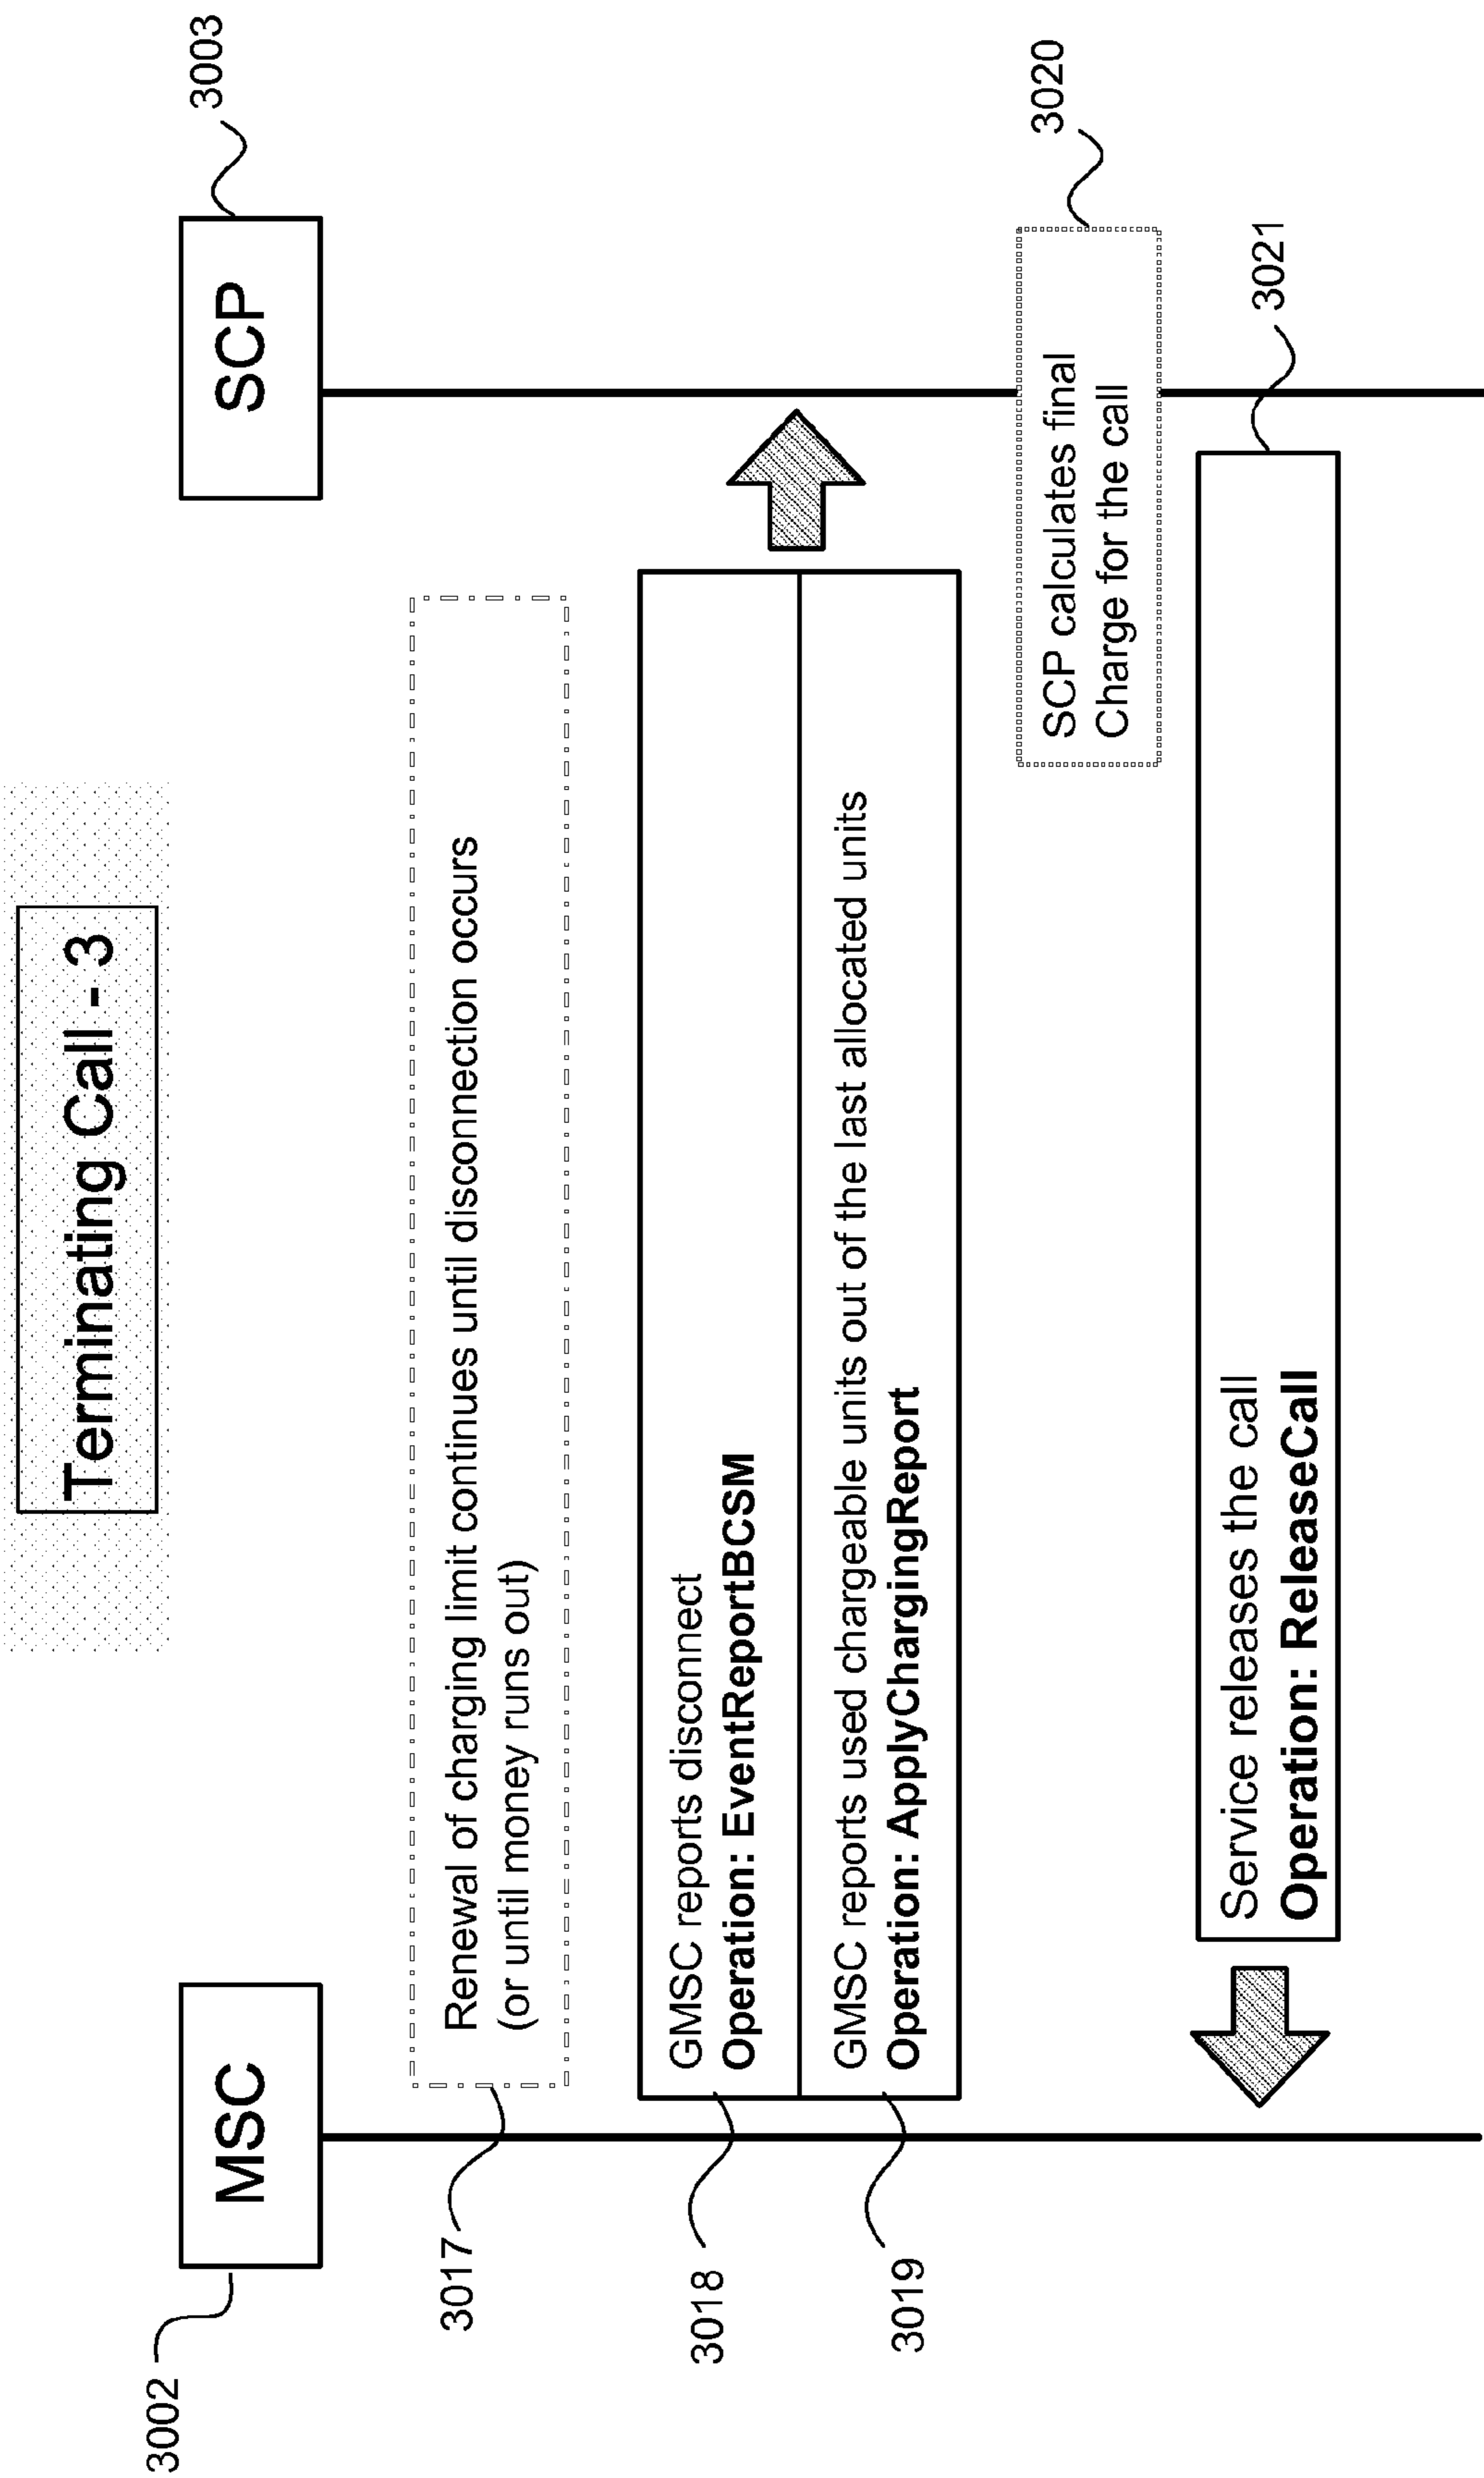 Terminating Call - 3
3002
MSC
SCP
3003
3017
Renewal of charging limit continues until disconnection occurs
(or until money runs out)
3018
GMSC reports disconnect
Operation: EventReportBCSM
3019
GMSC reports used chargeable units out of the last allocated units
Operation: ApplyChargingReport
3020
SCP calculates final
Charge for the call
3021
Service releases the call
Operation: ReleaseCall